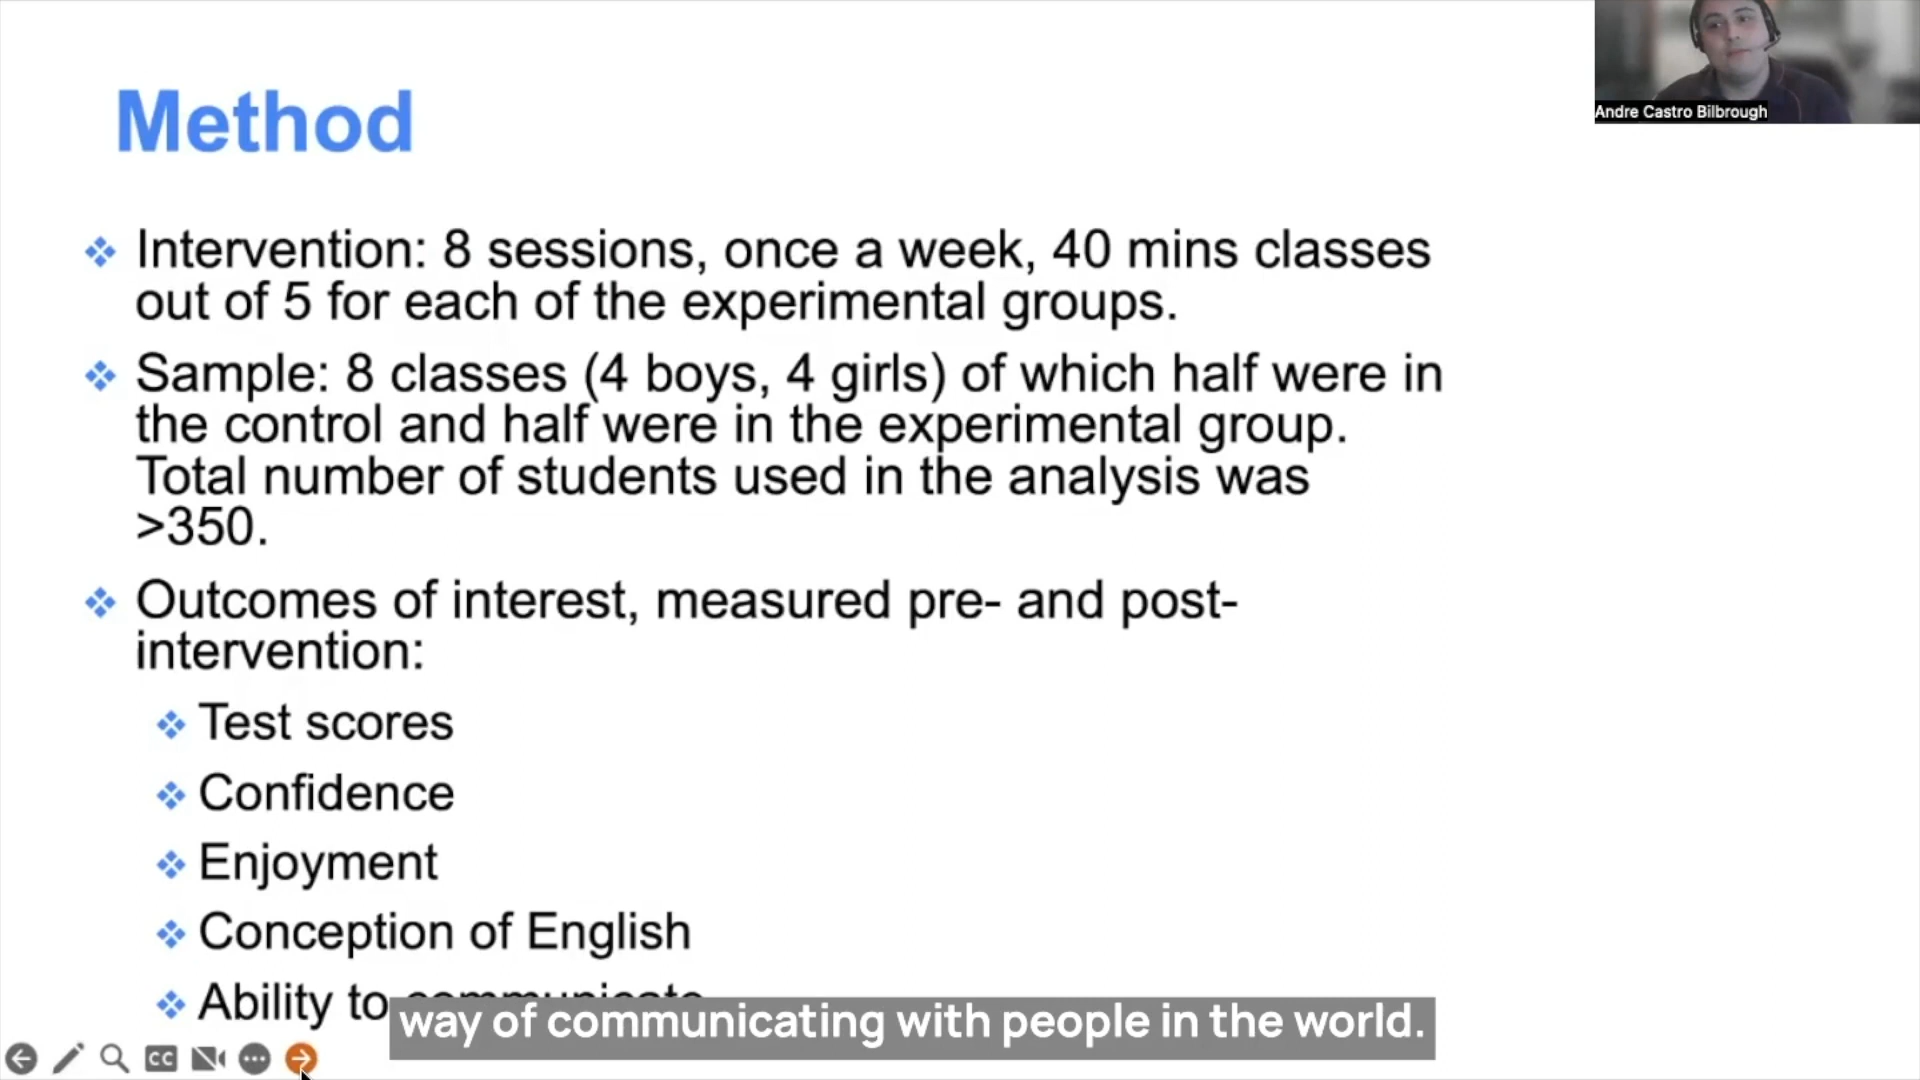 Method
Andre Castro Bilbrough
Intervention: 8 sessions, once a week, 40 mins classes
out of 5 for each of the experimental groups.
Sample: 8 classes (4 boys, 4 girls) of which half were in
the control and half were in the experimental group.
Total number of students used in the analysis was
>350.
Outcomes of interest, measured pre- and post-
intervention:
Test scores
Confidence
Enjoyment
Conception of English
Ability to communicate
way of communicating with people in the world.
CC